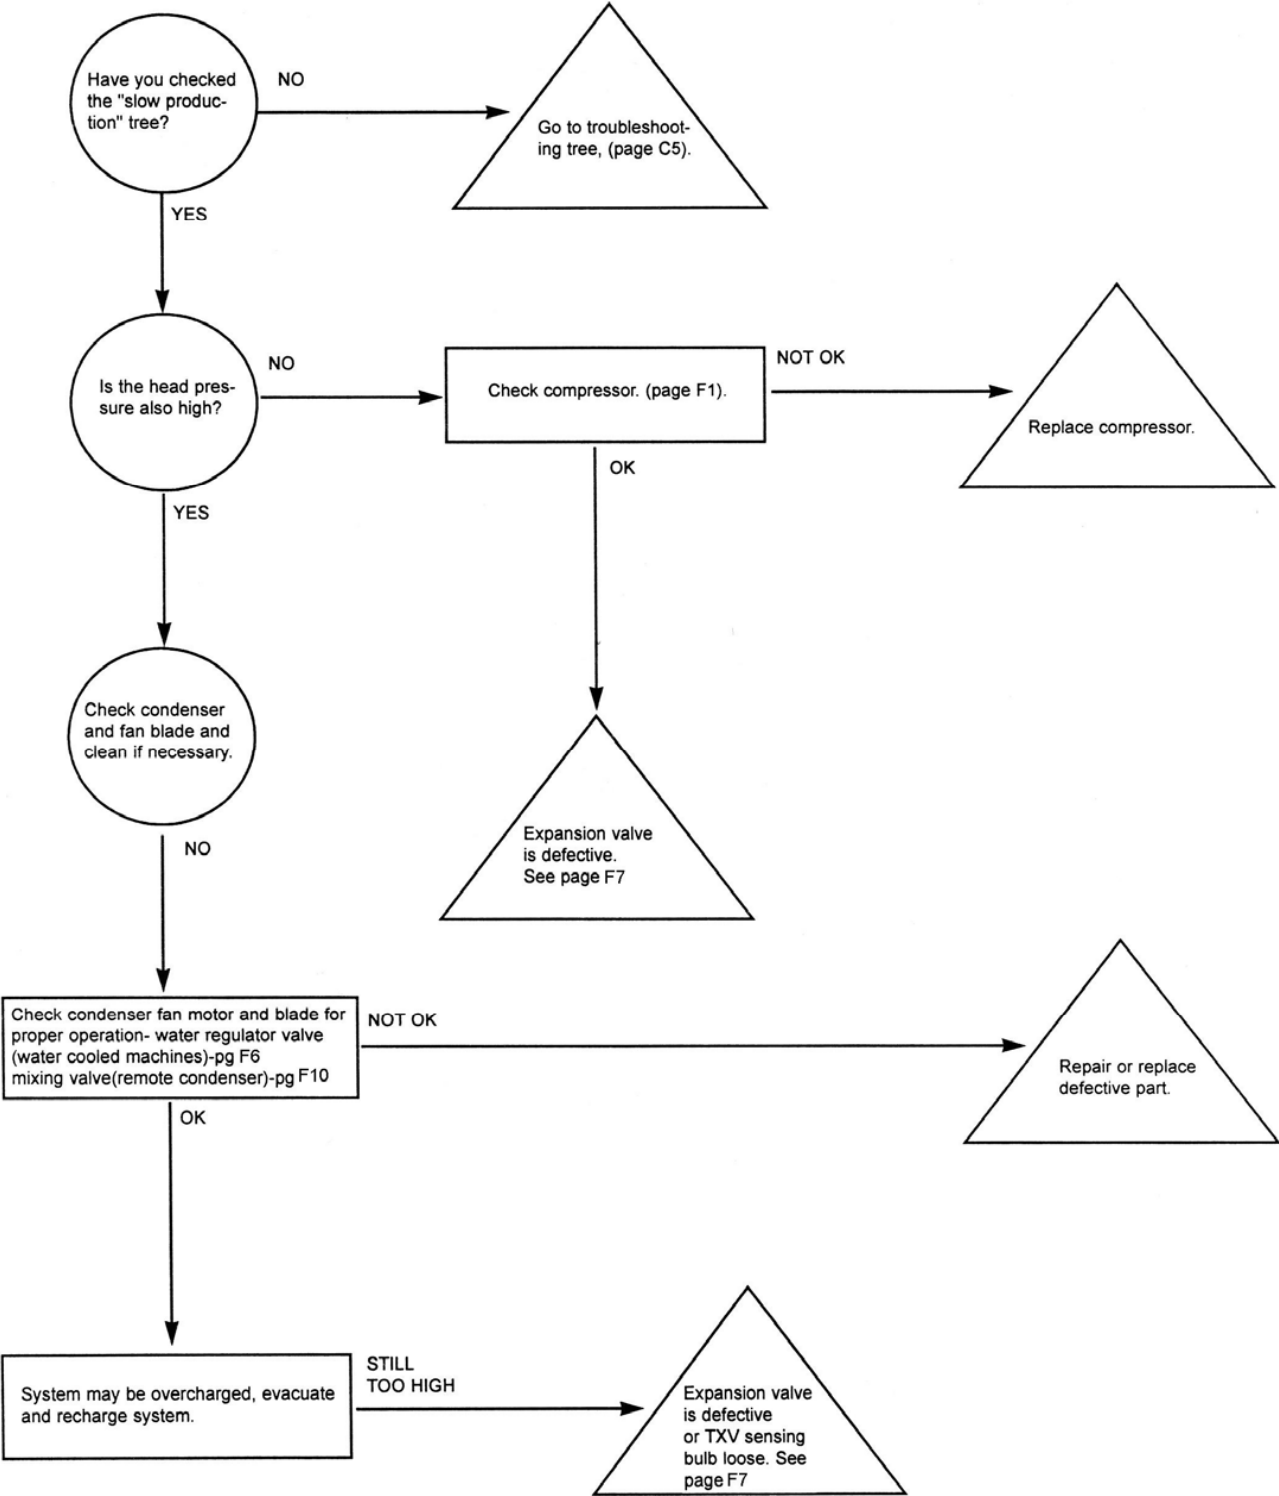 Have you checked
the "slow produc-
tion" tree?
NO
Go to troubleshoot-
ing tree, (page C5).
YES
Is the head pres-
sure also high?
NO
Check compressor. (page F1).
NOT OK
Replace compressor.
OK
YES
Check condenser
and fan blade and
clean if necessary.
Expansion valve
is defective.
See page F7
NO
Check condenser fan motor and blade for
proper operation- water regulator valve
(water cooled machines)-pg F6
mixing valve(remote condenser)-pg F10
NOT OK
Repair or replace
defective part.
OK
System may be overcharged, evacuate
and recharge system.
STILL
TOO HIGH
Expansion valve
is defective
or TXV sensing
bulb loose. See
page F7